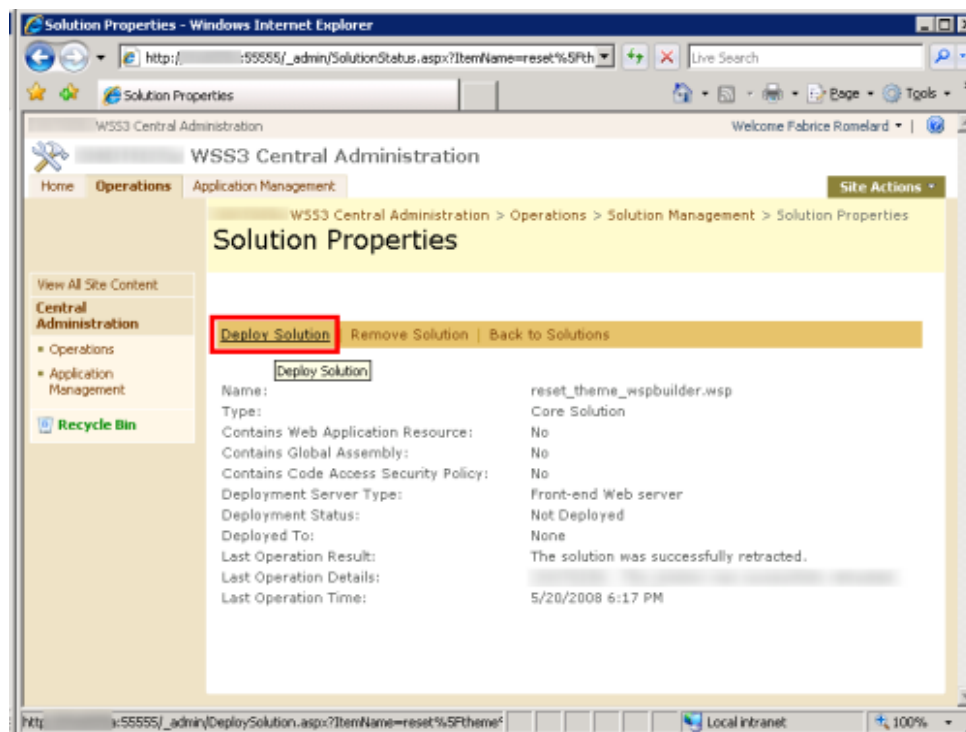 Solution Properties - Windows Internet Explorer
http:/ :55555/_admin/SolutionStatus.aspx?ItemName=reset%5Fth
Live Search
Solution Properties
Page
Tools
WSS3 Central Administration
Welcome Fabrice Romelard
WSS3 Central Administration
Home Operations Application Management
Site Actions
WSS3 Central Administration > Operations > Solution Management > Solution Properties
Solution Properties
View All Site Content
Central
Administration
Operations
Application
Management
Recycle Bin
Deploy Solution | Remove Solution | Back to Solutions
Deploy Solution
Name: reset_theme_wspbuilder.wsp
Type: Core Solution
Contains Web Application Resource: No
Contains Global Assembly: No
Contains Code Access Security Policy: No
Deployment Server Type: Front-end Web server
Deployment Status: Not Deployed
Deployed To: None
Last Operation Result: The solution was successfully retracted.
Last Operation Details:
Last Operation Time: 5/20/2008 6:17 PM
http :55555/_admin/DeploySolution.aspx?ItemName=reset%5Ftheme
Local intranet
100%